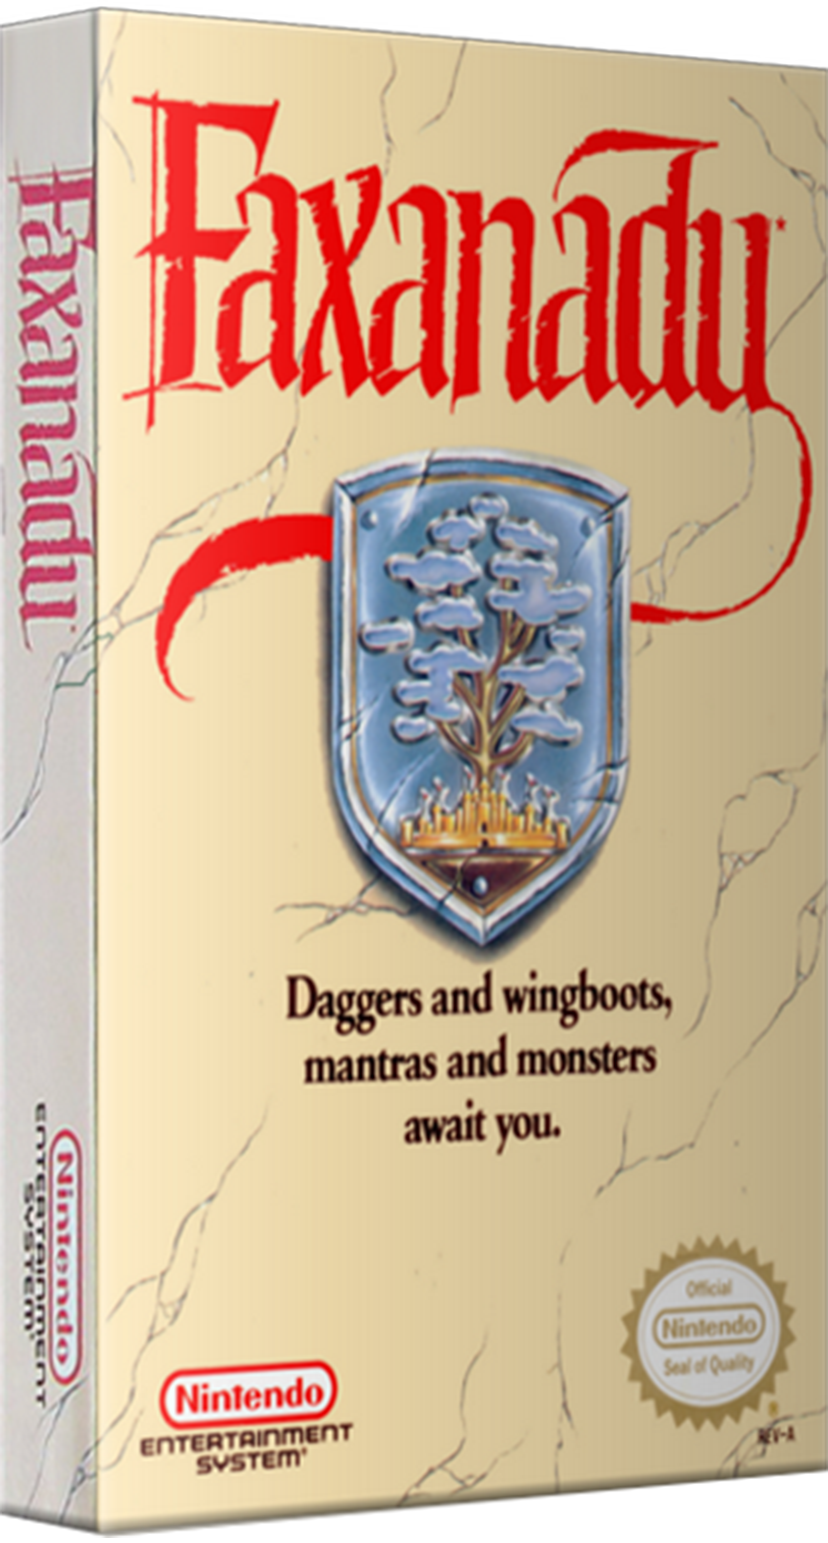 Faxanadu
Faxanadu
Daggers and wingboots,
mantras and monsters
await you.
Nintendo
ENTERTAINMENT
SYSTEM
Nintendo
ENTERTAINMENT
SYSTEM
Official
Nintendo
Seal of Quality
REV-A